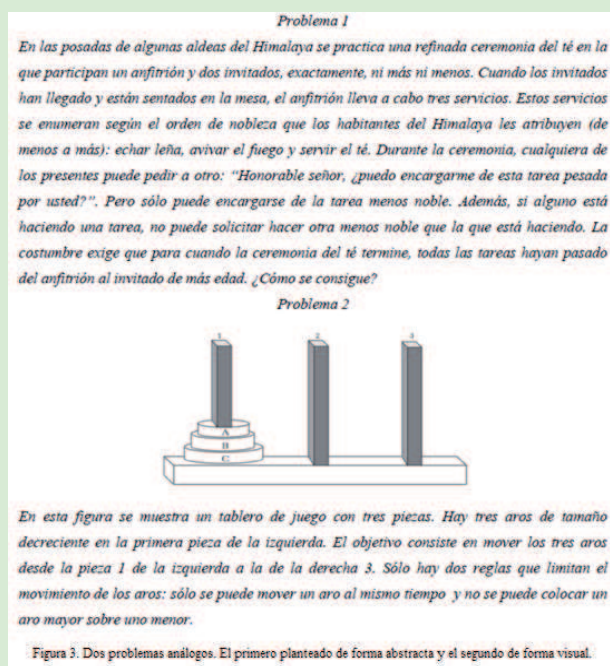 Problema 1
En las posadas de algunas aldeas del Himalaya se practica una refinada ceremonia del té en la
que participan un anfitrión y dos invitados, exactamente, ni más ni menos. Cuando los invitados
han llegado y están sentados en la mesa, el anfitrión lleva a cabo tres servicios. Estos servicios
se enumeran según el orden de nobleza que los habitantes del Himalaya les atribuyen (de
menos a más): echar leña, avivar el fuego y servir el té. Durante la ceremonia, cualquiera de
los presentes puede pedir a otro: "Honorable señor, ¿puedo encargarme de esta tarea pesada
por usted?". Pero sólo puede encargarse de la tarea menos noble. Además, si alguno está
haciendo una tarea, no puede solicitar hacer otra menos noble que la que está haciendo. La
costumbre exige que para cuando la ceremonia del té termine, todas las tareas hayan pasado
del anfitrión al invitado de más edad. ¿Cómo se consigue?
Problema 2
1 2 3
A
B
C
En esta figura se muestra un tablero de juego con tres piezas. Hay tres aros de tamaño
decreciente en la primera pieza de la izquierda. El objetivo consiste en mover los tres aros
desde la pieza 1 de la izquierda a la de la derecha 3. Sólo hay dos reglas que limitan el
movimiento de los aros: sólo se puede mover un aro al mismo tiempo y no se puede colocar un
aro mayor sobre uno menor.
Figura 3. Dos problemas análogos. El primero planteado de forma abstracta y el segundo de forma visual.